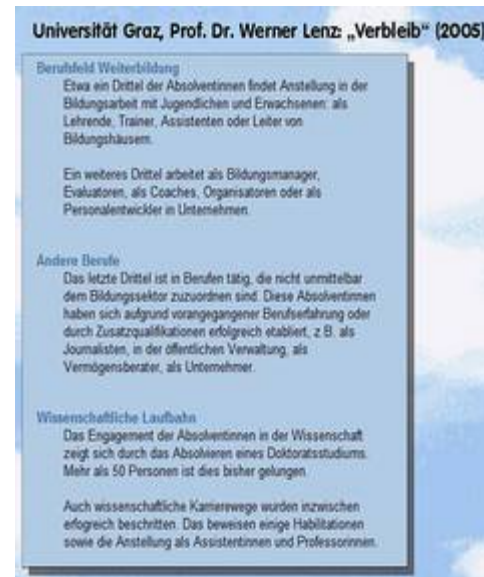 Universität Graz, Prof. Dr. Werner Lenz: „Verbleib“ (2005)
Berufsfeld Weiterbildung
Etwa ein Drittel der Absolventinnen findet Anstellung in der
Bildungsarbeit mit Jugendlichen und Erwachsenen: als
Lehrende, Trainer, Assistenten oder Leiter von
Bildungshäusern.
Ein weiteres Drittel arbeitet als Bildungsmanager,
Evaluatoren, als Coaches, Organisatoren oder als
Personalentwickler in Unternehmen.
Andere Berufe
Das letzte Drittel ist in Berufen tätig, die nicht unmittelbar
dem Bildungssektor zuzuordnen sind. Diese Absolventinnen
haben sich aufgrund vorangegangener Berufserfahrung oder
durch Zusatzqualifikationen erfolgreich etabliert, z.B. als
Journalisten, in der öffentlichen Verwaltung, als
Vermögensberater, als Unternehmer.
Wissenschaftliche Laufbahn
Das Engagement der Absolventinnen in der Wissenschaft
zeigt sich durch das Absolvieren eines Doktoratsstudiums.
Mehr als 50 Personen ist dies bisher gelungen.
Auch wissenschaftliche Karrierewege wurden inzwischen
erfogreich beschritten. Das beweisen einige Habilitationen
sowie die Anstellung als Assistentinnen und Professorinnen.